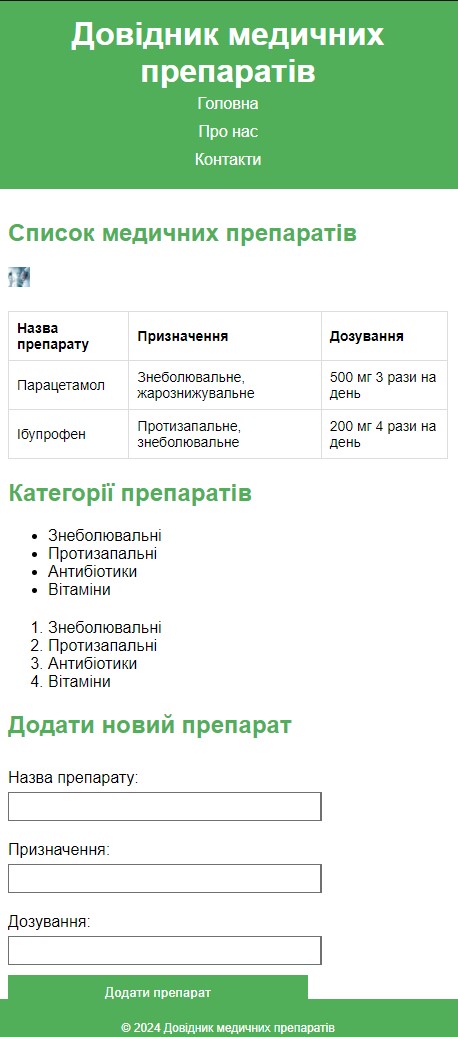 Довідник медичних
препаратів
Головна
Про нас
Контакти
Список медичних препаратів
Назва препарату Призначення Дозування
Парацетамол Знеболювальне, жарознижувальне 500 мг 3 рази на день
Ібупрофен Протизапальне, знеболювальне 200 мг 4 рази на день
Категорії препаратів
• Знеболювальні
• Протизапальні
• Антибіотики
• Вітаміни
1. Знеболювальні
2. Протизапальні
3. Антибіотики
4. Вітаміни
Додати новий препарат
Назва препарату:
Призначення:
Дозування:
Додати препарат
© 2024 Довідник медичних препаратів